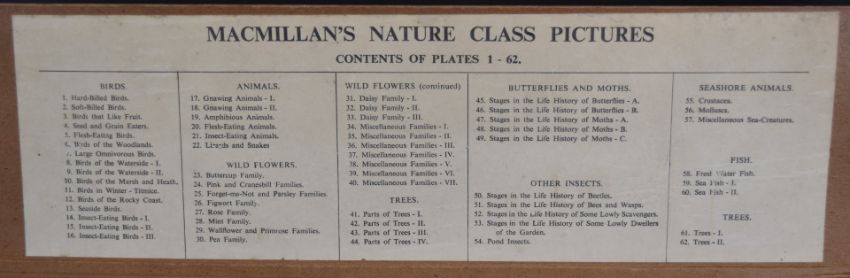 MACMILLAN'S NATURE CLASS PICTURES
CONTENTS OF PLATES 1 - 62.
BIRDS.
1. Hard-Billed Birds.
2. Soft-Billed Birds.
3. Birds that Like Fruit.
4. Seed and Grain Eaters.
5. Flesh-Eating Birds.
6. Birds of the Woodlands.
7. Large Omnivorous Birds.
8. Birds of the Waterside - I.
9. Birds of the Waterside - II.
10. Birds of the Marsh and Heath.
11. Birds in Winter - Titmice.
12. Birds of the Rocky Coast.
13. Seaside Birds.
14. Insect-Eating Birds - I.
15. Insect-Eating Birds - II.
16. Insect-Eating Birds - III.
ANIMALS.
17. Gnawing Animals - I.
18. Gnawing Animals - II.
19. Amphibious Animals.
20. Flesh-Eating Animals.
21. Insect-Eating Animals.
22. Lizards and Snakes
WILD FLOWERS.
23. Buttercup Family.
24. Pink and Cranesbill Families.
25. Forget-me-Not and Parsley Families.
26. Figwort Family.
27. Rose Family.
28. Mint Family.
29. Wallflower and Primrose Families.
30. Pea Family.
WILD FLOWERS (continued)
31. Daisy Family - I.
32. Daisy Family - II.
33. Daisy Family - III.
34. Miscellaneous Families - I.
35. Miscellaneous Families - II.
36. Miscellaneous Families - III.
37. Miscellaneous Families - IV.
38. Miscellaneous Families - V.
39. Miscellaneous Families - VI.
40. Miscellaneous Families - VII.
TREES.
41. Parts of Trees - I.
42. Parts of Trees - II.
43. Parts of Trees - III.
44. Parts of Trees - IV.
BUTTERFLIES AND MOTHS.
45. Stages in the Life History of Butterflies - A.
46. Stages in the Life History of Butterflies - B.
47. Stages in the Life History of Moths - A.
48. Stages in the Life History of Moths - B.
49. Stages in the Life History of Moths - C.
OTHER INSECTS.
50. Stages in the Life History of Beetles.
51. Stages in the Life History of Bees and Wasps.
52. Stages in the Life History of Some Lowly Scavengers.
53. Stages in the Life History of Some Lowly Dwellers
of the Garden.
54. Pond Insects.
SEASHORE ANIMALS.
55. Crustacea.
56. Molluscs.
57. Miscellaneous Sea-Creatures.
FISH.
58. Fresh Water Fish.
59. Sea Fish - I.
60. Sea Fish - II.
TREES.
61. Trees - I.
62. Trees - II.